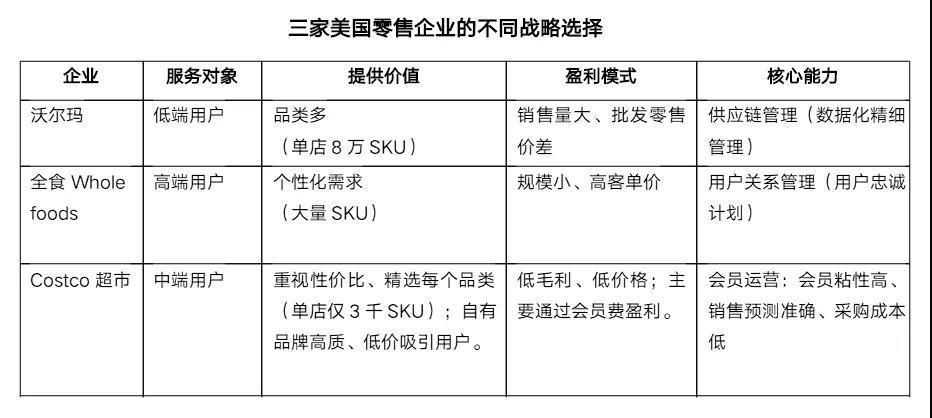 三家美国零售企业的不同战略选择
企业 服务对象 提供价值 盈利模式 核心能力
沃尔玛 低端用户 品类多 销售量大、批发零售 供应链管理（数据化精细
（单店 8 万 SKU） 价差 管理）
全食 Whole 高端用户 个性化需求 规模小、高客单价 用户关系管理（用户忠诚
foods （大量 SKU） 计划）
Costco 超市 中端用户 重视性价比、精选每个品类 低毛利、低价格；主 会员运营：会员粘性高、
（单店仅 3 千 SKU）；自有 要通过会员费盈利。 销售预测准确、采购成本
品牌高质、低价吸引用户。 低